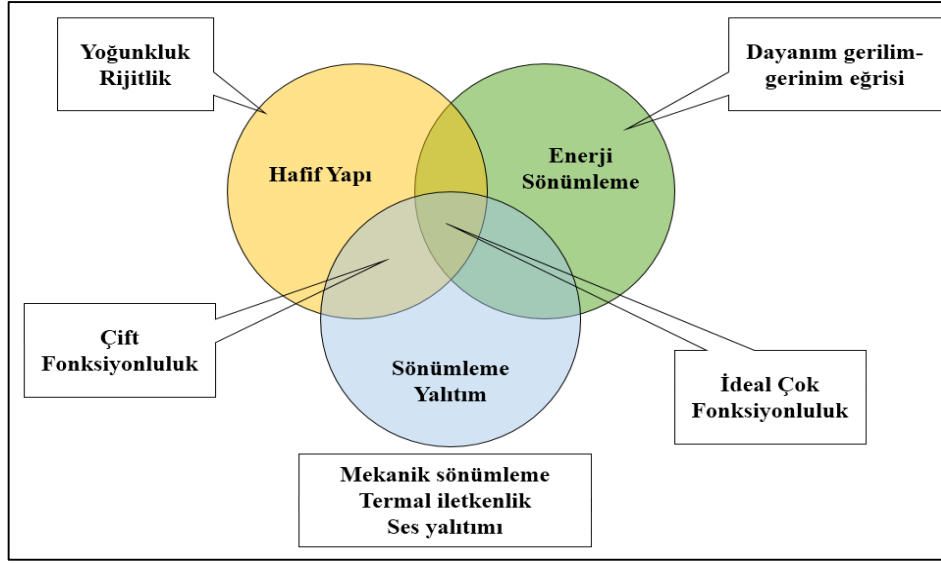 Yoğunkluk
Rijitlik
Dayanım gerilim-
gerinim eğrisi
Hafif Yapı
Enerji
Sönümleme
Çift
Fonksiyonluluk
Sönümleme
Yalıtım
İdeal Çok
Fonksiyonluluk
Mekanik sönümleme
Termal iletkenlik
Ses yalıtımı